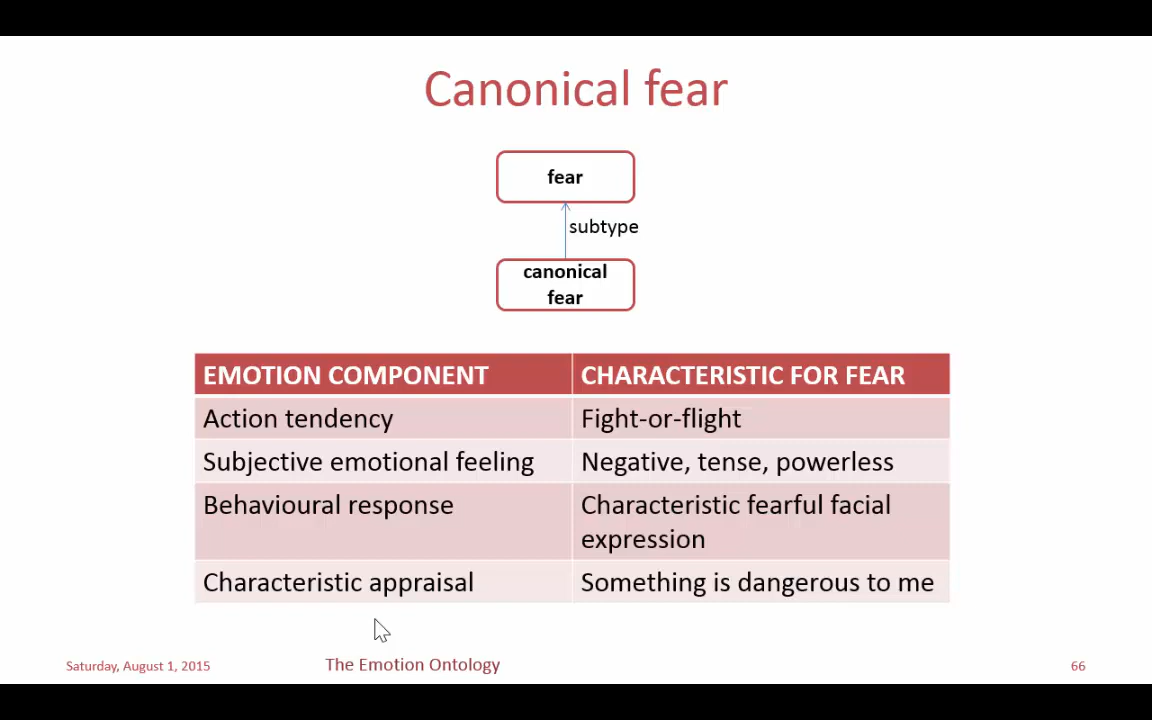 Canonical fear
fear
subtype
canonical
fear
EMOTION COMPONENT CHARACTERISTIC FOR FEAR
Action tendency Fight-or-flight
Subjective emotional feeling Negative, tense, powerless
Behavioural response Characteristic fearful facial
expression
Characteristic appraisal Something is dangerous to me
Saturday, August 1, 2015 The Emotion Ontology 66